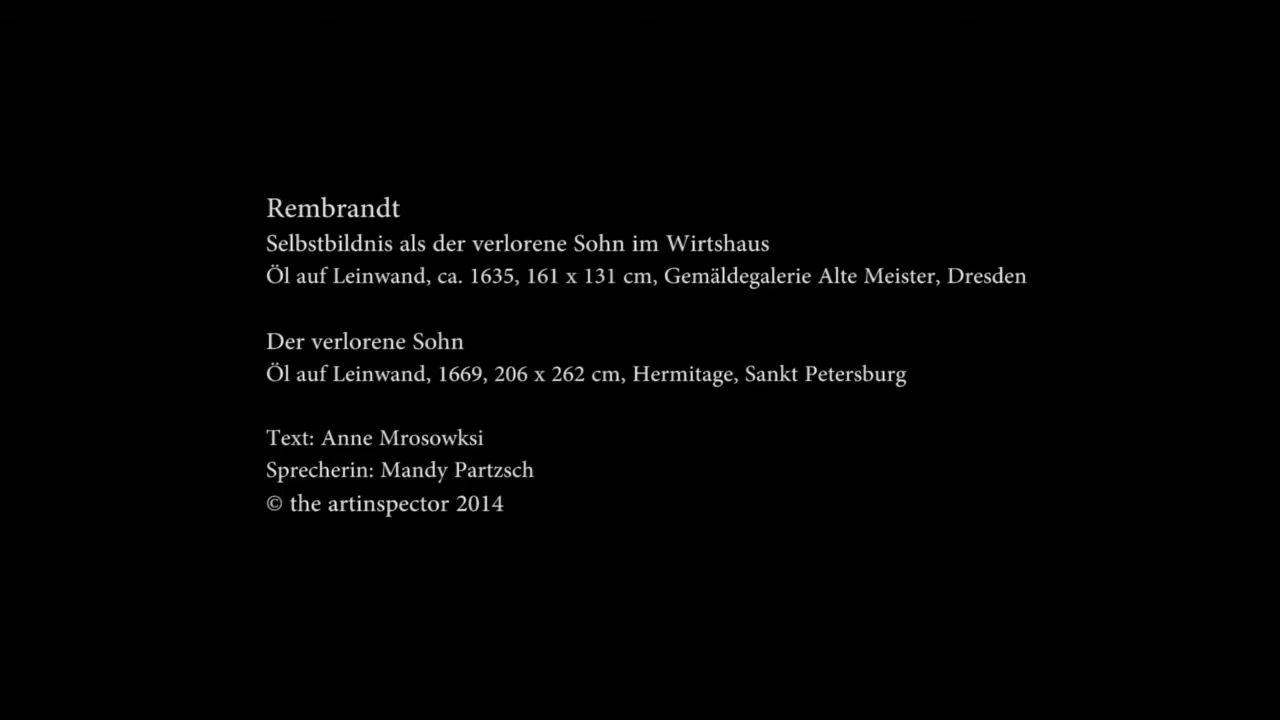 Rembrandt
Selbstbildnis als der verlorene Sohn im Wirtshaus
Öl auf Leinwand, ca. 1635, 161 x 131 cm, Gemäldegalerie Alte Meister, Dresden
Der verlorene Sohn
Öl auf Leinwand, 1669, 206 x 262 cm, Hermitage, Sankt Petersburg
Text: Anne Mrosowksi
Sprecherin: Mandy Partzsch
© the artinspector 2014